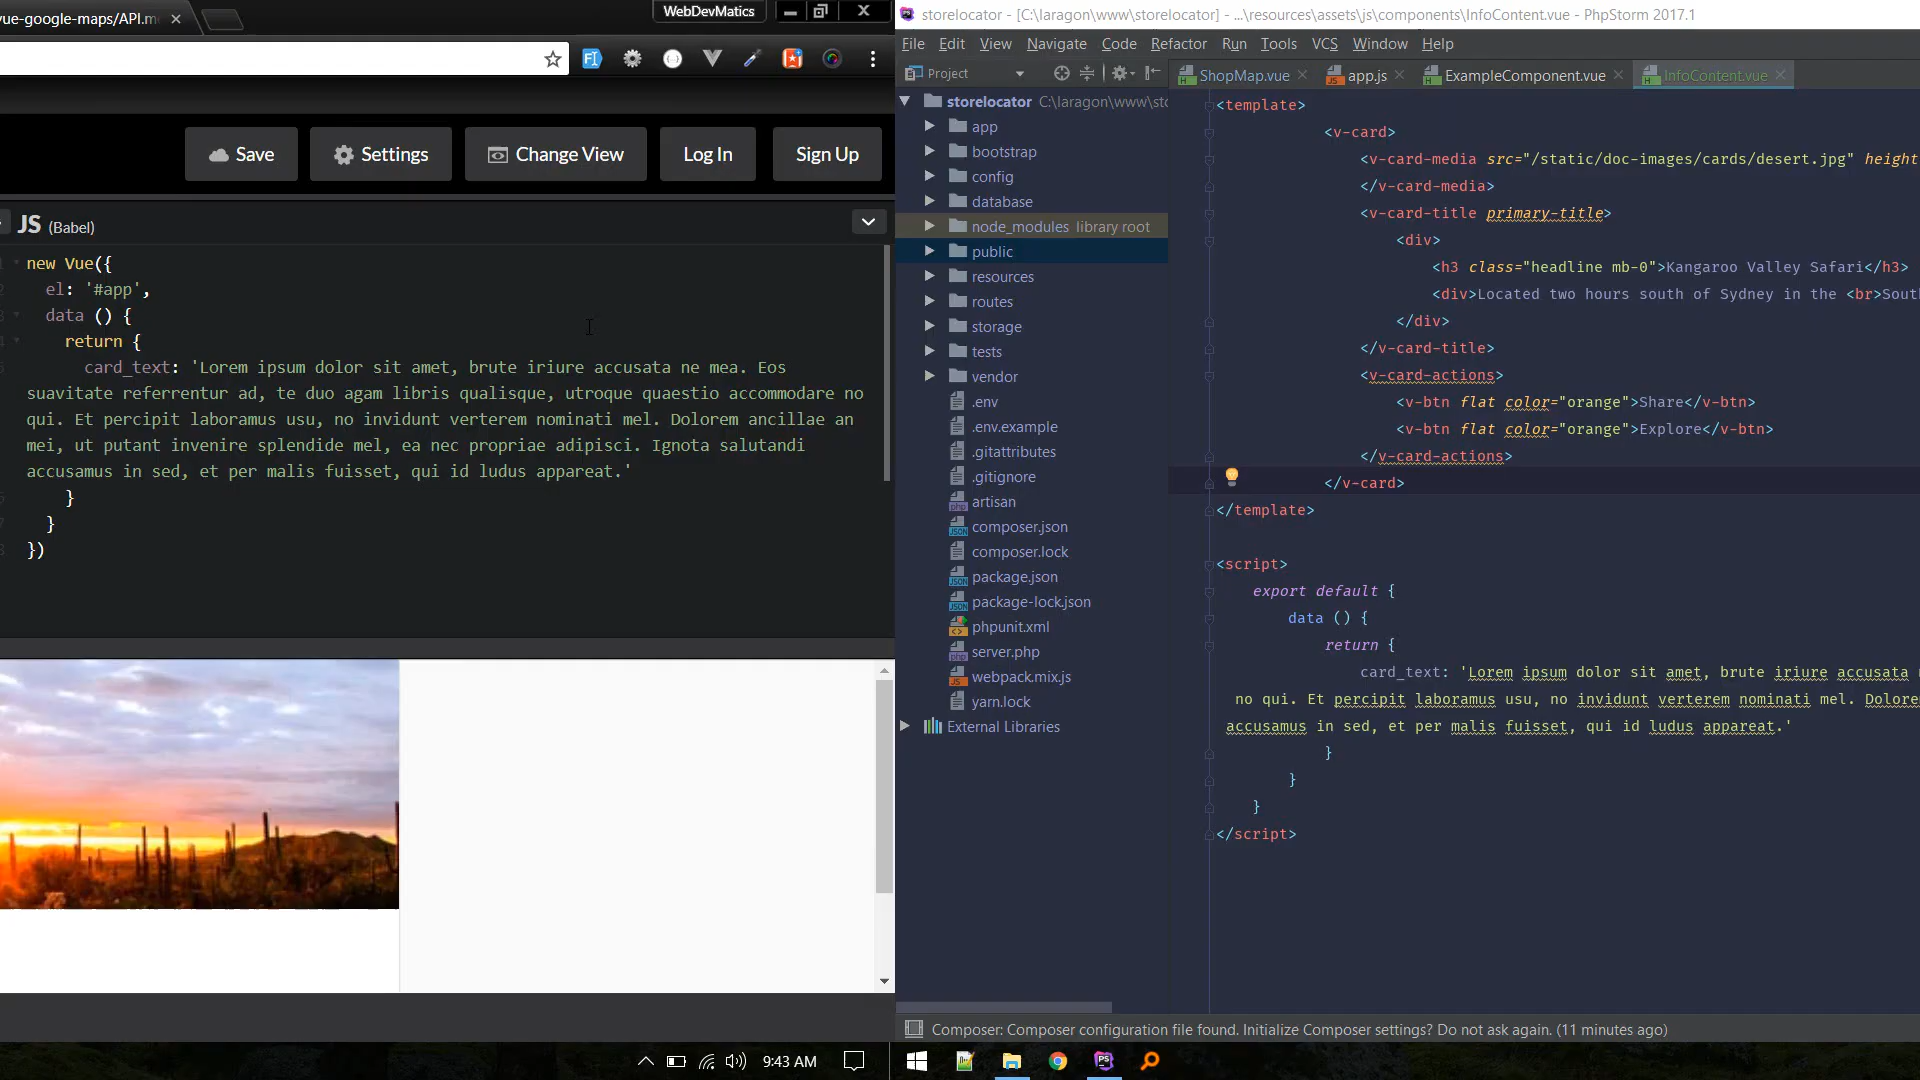 vue-google-maps/API.m
WebDevMatics
Save
Settings
Change View
Log In
Sign Up
JS (Babel)
new Vue({
el: '#app',
data () {
return {
card_text: 'Lorem ipsum dolor sit amet, brute iriure accusata ne mea. Eos
suavitate referrentur ad, te duo agam libris qualisque, utroque quaestio accommodare no
qui. Et percipit laboramus usu, no invidunt verterem nominati mel. Dolorem ancillae an
mei, ut putant invenire splendide mel, ea nec propriae adipisci. Ignota salutandi
accusamus in sed, et per malis fuisset, qui id ludus appareat.'
}
}
})
9:43 AM
storelocator - [C:\laragon\www\storelocator] - ...\resources\assets\js\components\InfoContent.vue - PhpStorm 2017.1
File Edit View Navigate Code Refactor Run Tools VCS Window Help
Project
ShopMap.vue
app.js
ExampleComponent.vue
InfoContent.vue
storelocator C:\laragon\www\sto
app
bootstrap
config
database
node_modules library root
public
resources
routes
storage
tests
vendor
.env
.env.example
.gitattributes
.gitignore
artisan
composer.json
composer.lock
package.json
package-lock.json
phpunit.xml
server.php
webpack.mix.js
yarn.lock
External Libraries
<template>
<v-card>
<v-card-media src="/static/doc-images/cards/desert.jpg" height
</v-card-media>
<v-card-title primary-title>
<div>
<h3 class="headline mb-0">Kangaroo Valley Safari</h3>
<div>Located two hours south of Sydney in the <br>Sout
</div>
</v-card-title>
<v-card-actions>
<v-btn flat color="orange">Share</v-btn>
<v-btn flat color="orange">Explore</v-btn>
</v-card-actions>
</v-card>
</template>
<script>
export default {
data () {
return {
card_text: 'Lorem ipsum dolor sit amet, brute iriure accusata
no qui. Et percipit laboramus usu, no invidunt verterem nominati mel. Dolore
accusamus in sed, et per malis fuisset, qui id ludus appareat.'
}
}
}
</script>
Composer: Composer configuration file found. Initialize Composer settings? Do not ask again. (11 minutes ago)